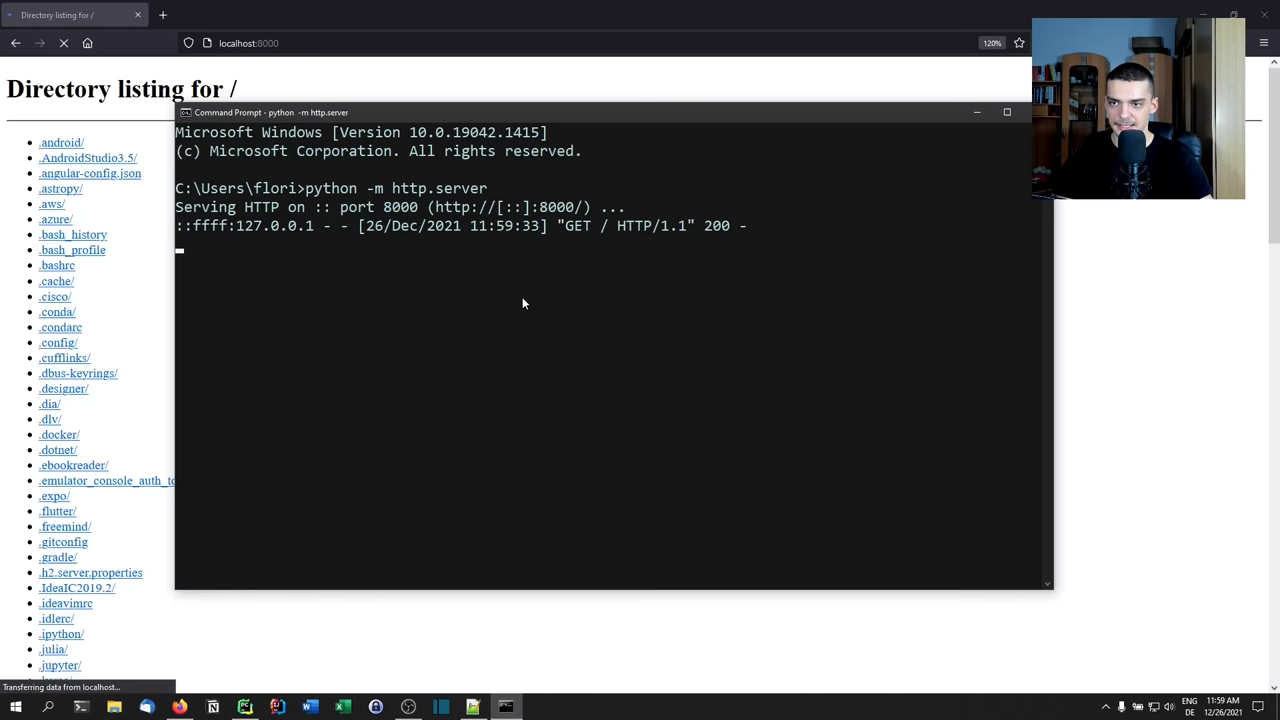 Directory listing for /
localhost:8000
120%
Directory listing for /
.android/
.AndroidStudio3.5/
.angular-config.json
.astropy/
.aws/
.azure/
.bash_history
.bash_profile
.bashrc
.cache/
.cisco/
.conda/
.condarc
.config/
.cufflinks/
.dbus-keyrings/
.designer/
.dia/
.dlv/
.docker/
.dotnet/
.ebookreader/
.emulator_console_auth_to
.expo/
.flutter/
.freemind/
.gitconfig
.gradle/
.h2.server.properties
.IdeaIC2019.2/
.ideavimrc
.idlerc/
.ipython/
.julia/
.jupyter/
Transferring data from localhost...
Command Prompt - python -m http.server
Microsoft Windows [Version 10.0.19042.1415]
(c) Microsoft Corporation. All rights reserved.
C:\Users\flori>python -m http.server
Serving HTTP on :: port 8000 (http://[::]:8000/) ...
::ffff:127.0.0.1 - - [26/Dec/2021 11:59:33] "GET / HTTP/1.1" 200 -
ENG
DE
11:59 AM
12/26/2021